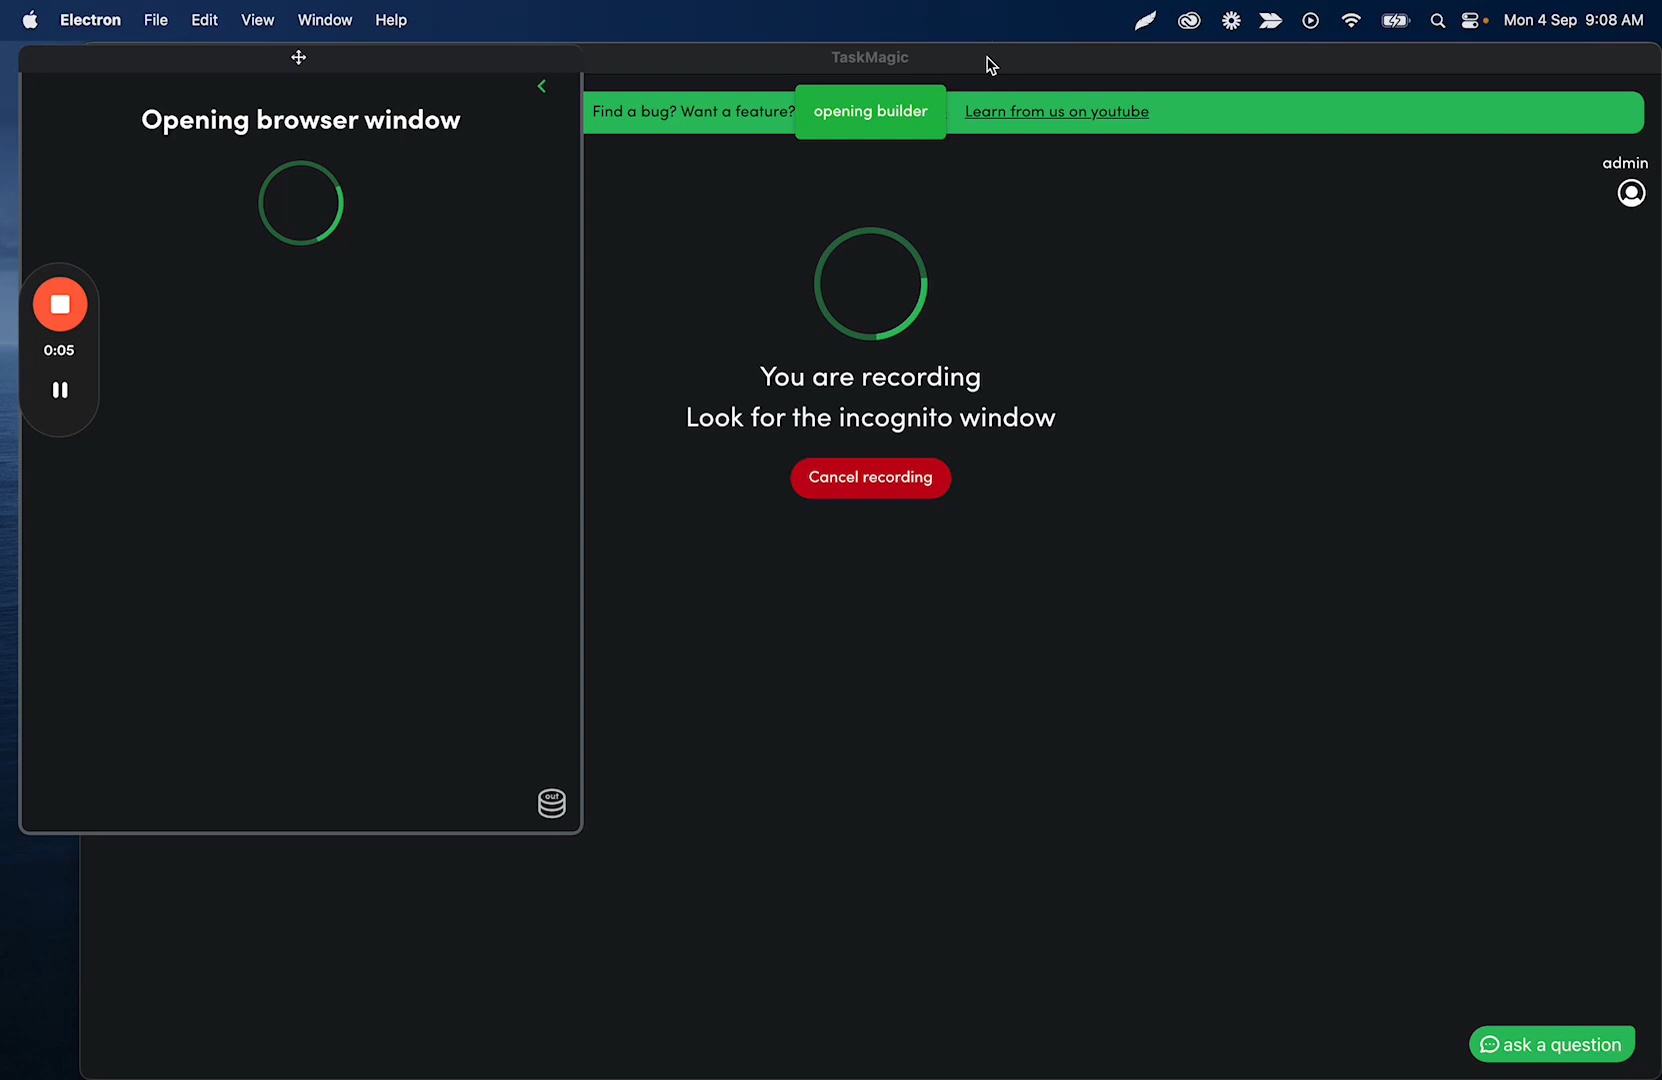 Electron File Edit View Window Help Mon 4 Sep 9:08 AM
TaskMagic
Find a bug? Want a feature? opening builder Learn from us on youtube
admin
Opening browser window
0:05
You are recording
Look for the incognito window
Cancel recording
out
ask a question